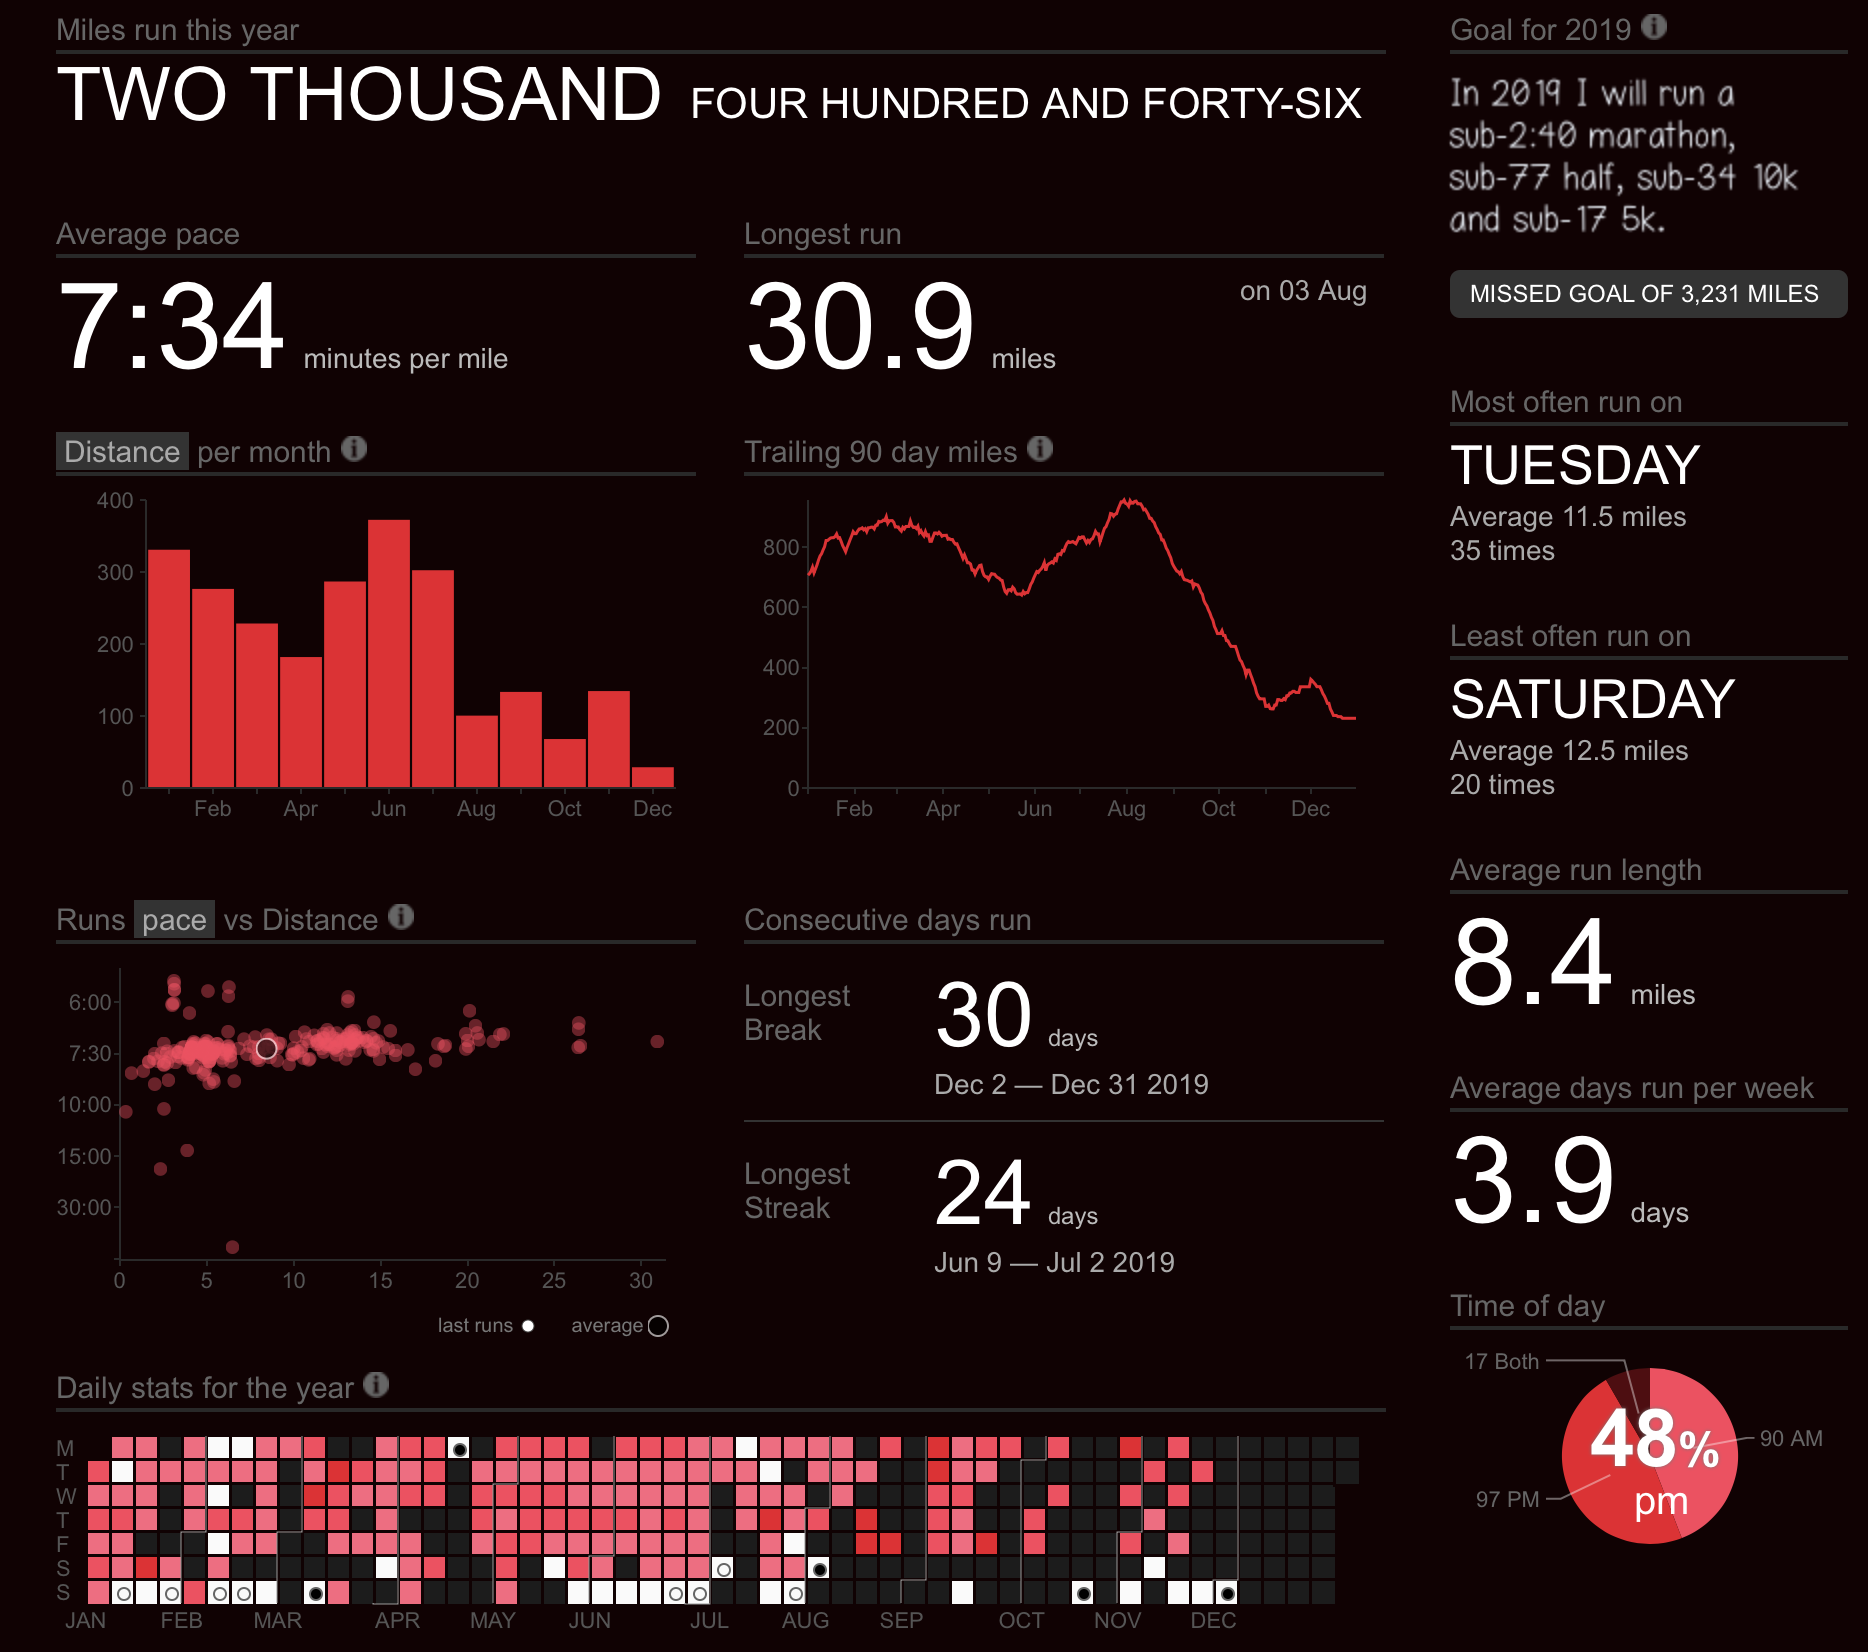 Miles run this year
TWO THOUSAND FOUR HUNDRED AND FORTY-SIX
Goal for 2019 i
In 2019 I will run a
sub-2:40 marathon,
sub-77 half, sub-34 10k
and sub-17 5k.
MISSED GOAL OF 3,231 MILES
Average pace
7:34 minutes per mile
Longest run
on 03 Aug
30.9 miles
Most often run on
TUESDAY
Average 11.5 miles
35 times
Distance per month i
400
300
200
100
0
Feb Apr Jun Aug Oct Dec
Trailing 90 day miles i
800
600
400
200
0
Feb Apr Jun Aug Oct Dec
Least often run on
SATURDAY
Average 12.5 miles
20 times
Average run length
8.4 miles
Runs pace vs Distance i
6:00
7:30
10:00
15:00
30:00
0 5 10 15 20 25 30
last runs average
Consecutive days run
Longest
Break
30 days
Dec 2 — Dec 31 2019
Longest
Streak
24 days
Jun 9 — Jul 2 2019
Average days run per week
3.9 days
Time of day
17 Both
90 AM
97 PM
48%
pm
Daily stats for the year i
M
T
W
T
F
S
S
JAN FEB MAR APR MAY JUN JUL AUG SEP OCT NOV DEC